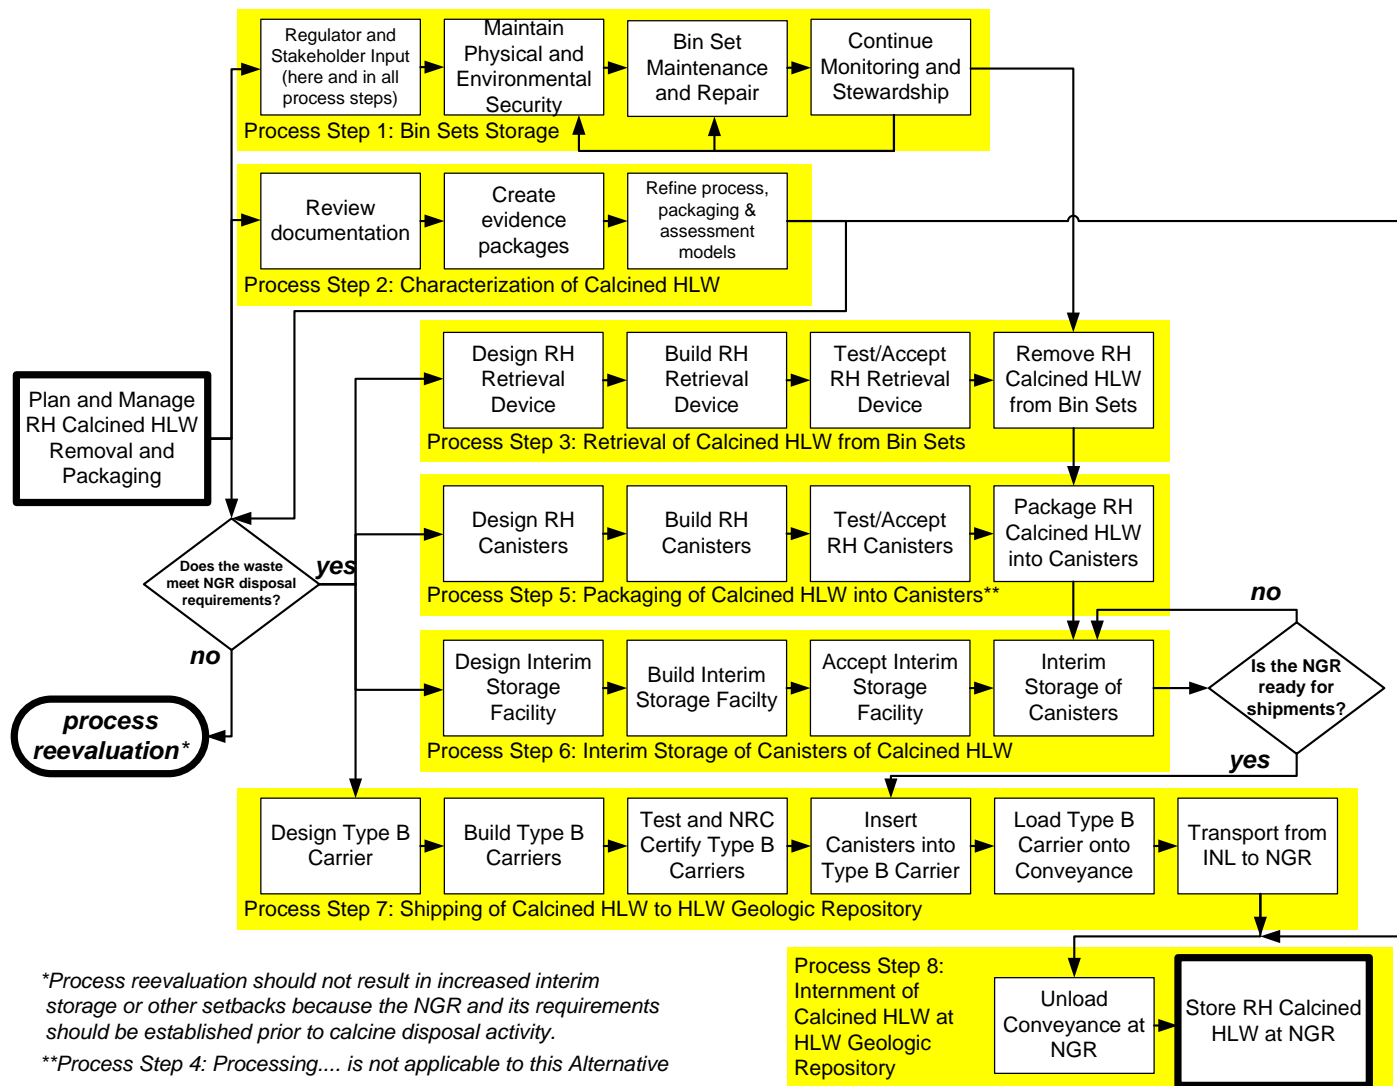 Regulator and
Stakeholder Input
(here and in all
process steps)
Maintain
Physical and
Environmental
Security
Bin Set
Maintenance
and Repair
Continue
Monitoring and
Stewardship
Process Step 1: Bin Sets Storage
Review
documentation
Create
evidence
packages
Refine process,
packaging &
assessment
models
Process Step 2: Characterization of Calcined HLW
Plan and Manage
RH Calcined HLW
Removal and
Packaging
Design RH
Retrieval
Device
Build RH
Retrieval
Device
Test/Accept
RH Retrieval
Device
Remove RH
Calcined HLW
from Bin Sets
Process Step 3: Retrieval of Calcined HLW from Bin Sets
Does the waste
meet NGR disposal
requirements?
yes
no
process
reevaluation*
Design RH
Canisters
Build RH
Canisters
Test/Accept
RH Canisters
Package RH
Calcined HLW
into Canisters
Process Step 5: Packaging of Calcined HLW into Canisters**
Design Interim
Storage
Facility
Build Interim
Storage Facilty
Accept Interim
Storage
Facility
Interim
Storage of
Canisters
Process Step 6: Interim Storage of Canisters of Calcined HLW
no
Is the NGR
ready for
shipments?
yes
Design Type B
Carrier
Build Type B
Carriers
Test and NRC
Certify Type B
Carriers
Insert
Canisters into
Type B Carrier
Load Type B
Carrier onto
Conveyance
Transport from
INL to NGR
Process Step 7: Shipping of Calcined HLW to HLW Geologic Repository
Process Step 8:
Internment of
Calcined HLW at
HLW Geologic
Repository
Unload
Conveyance at
NGR
Store RH Calcined
HLW at NGR
*Process reevaluation should not result in increased interim
storage or other setbacks because the NGR and its requirements
should be established prior to calcine disposal activity.
**Process Step 4: Processing.... is not applicable to this Alternative